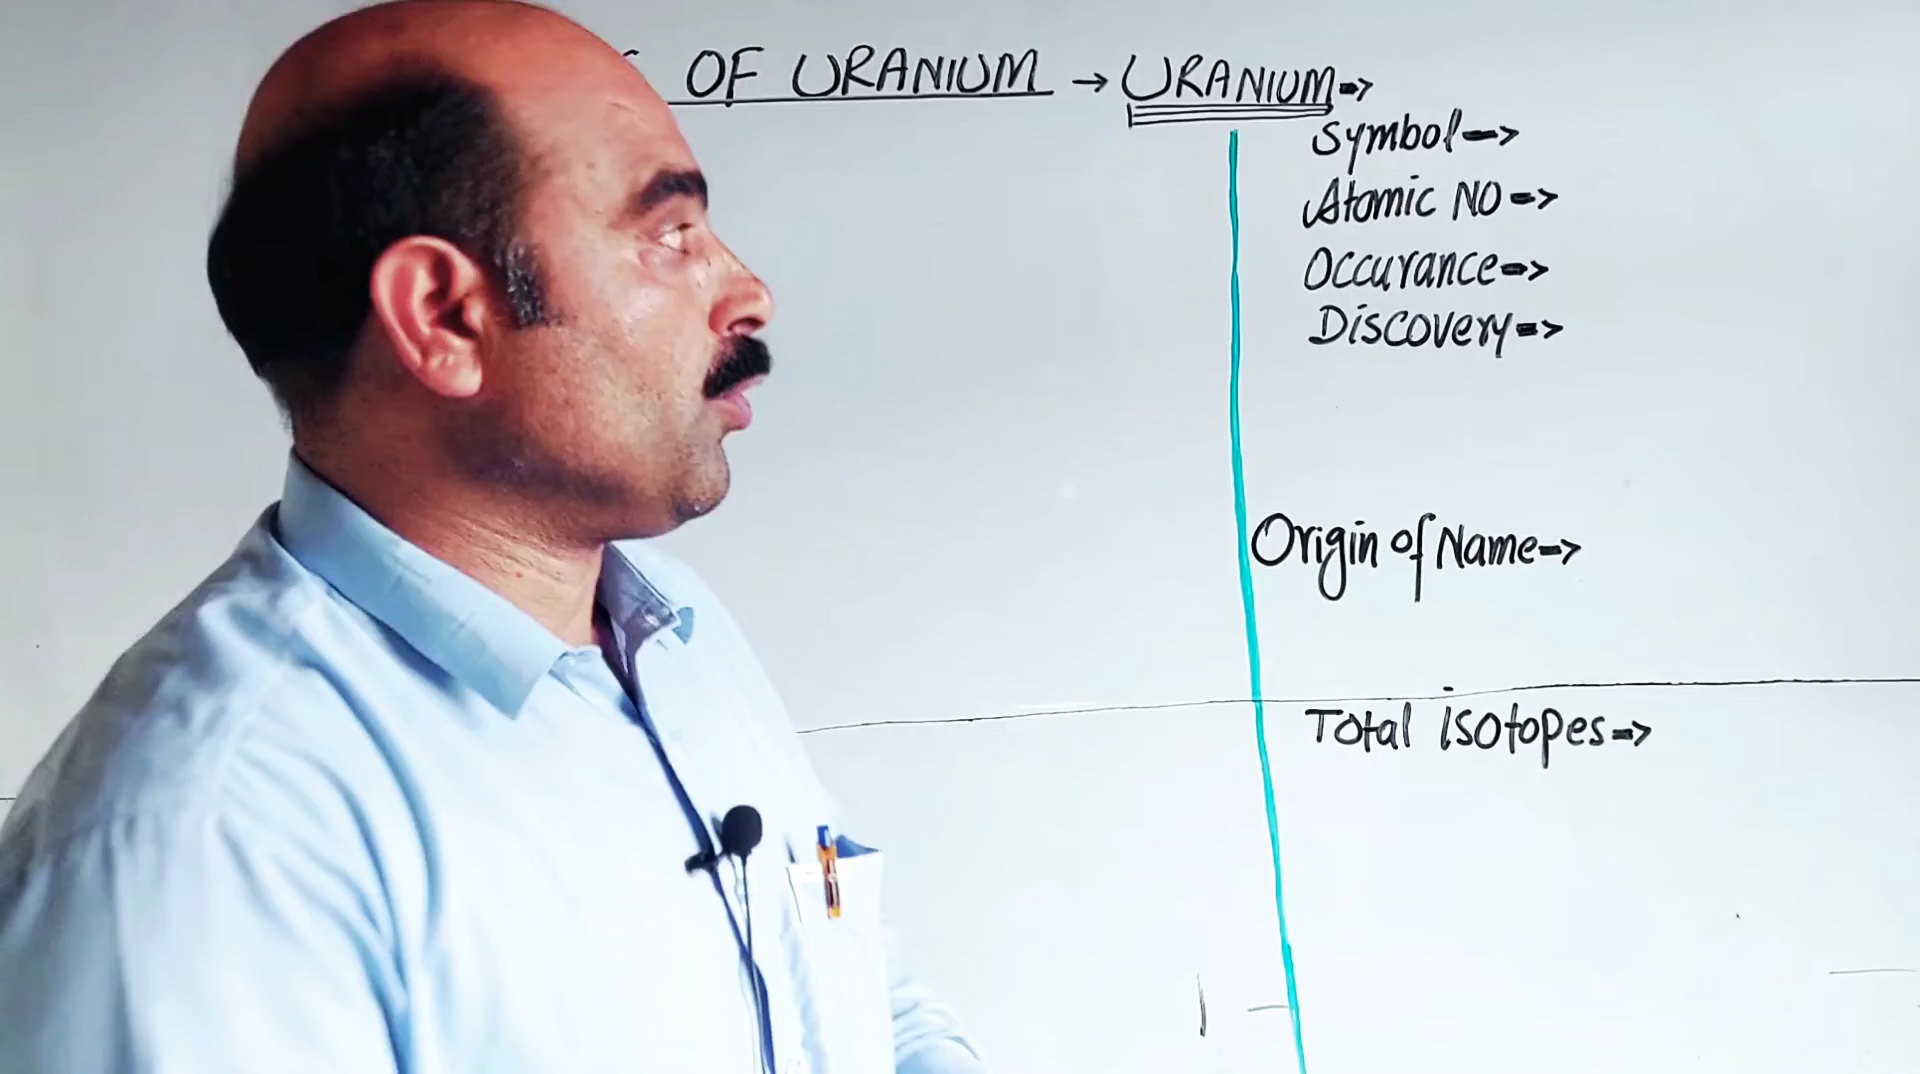 OF URANIUM → URANIUM =>
Symbol =>
Atomic NO =>
Occurance =>
Discovery =>
Origin of Name =>
Total isotopes =>